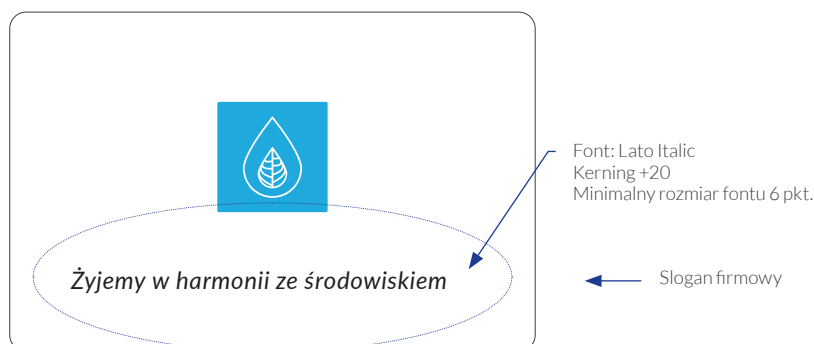 Font: Lato Italic
Kerning +20
Minimalny rozmiar fontu 6 pkt.
Żyjemy w harmonii ze środowiskiem
Slogan firmowy